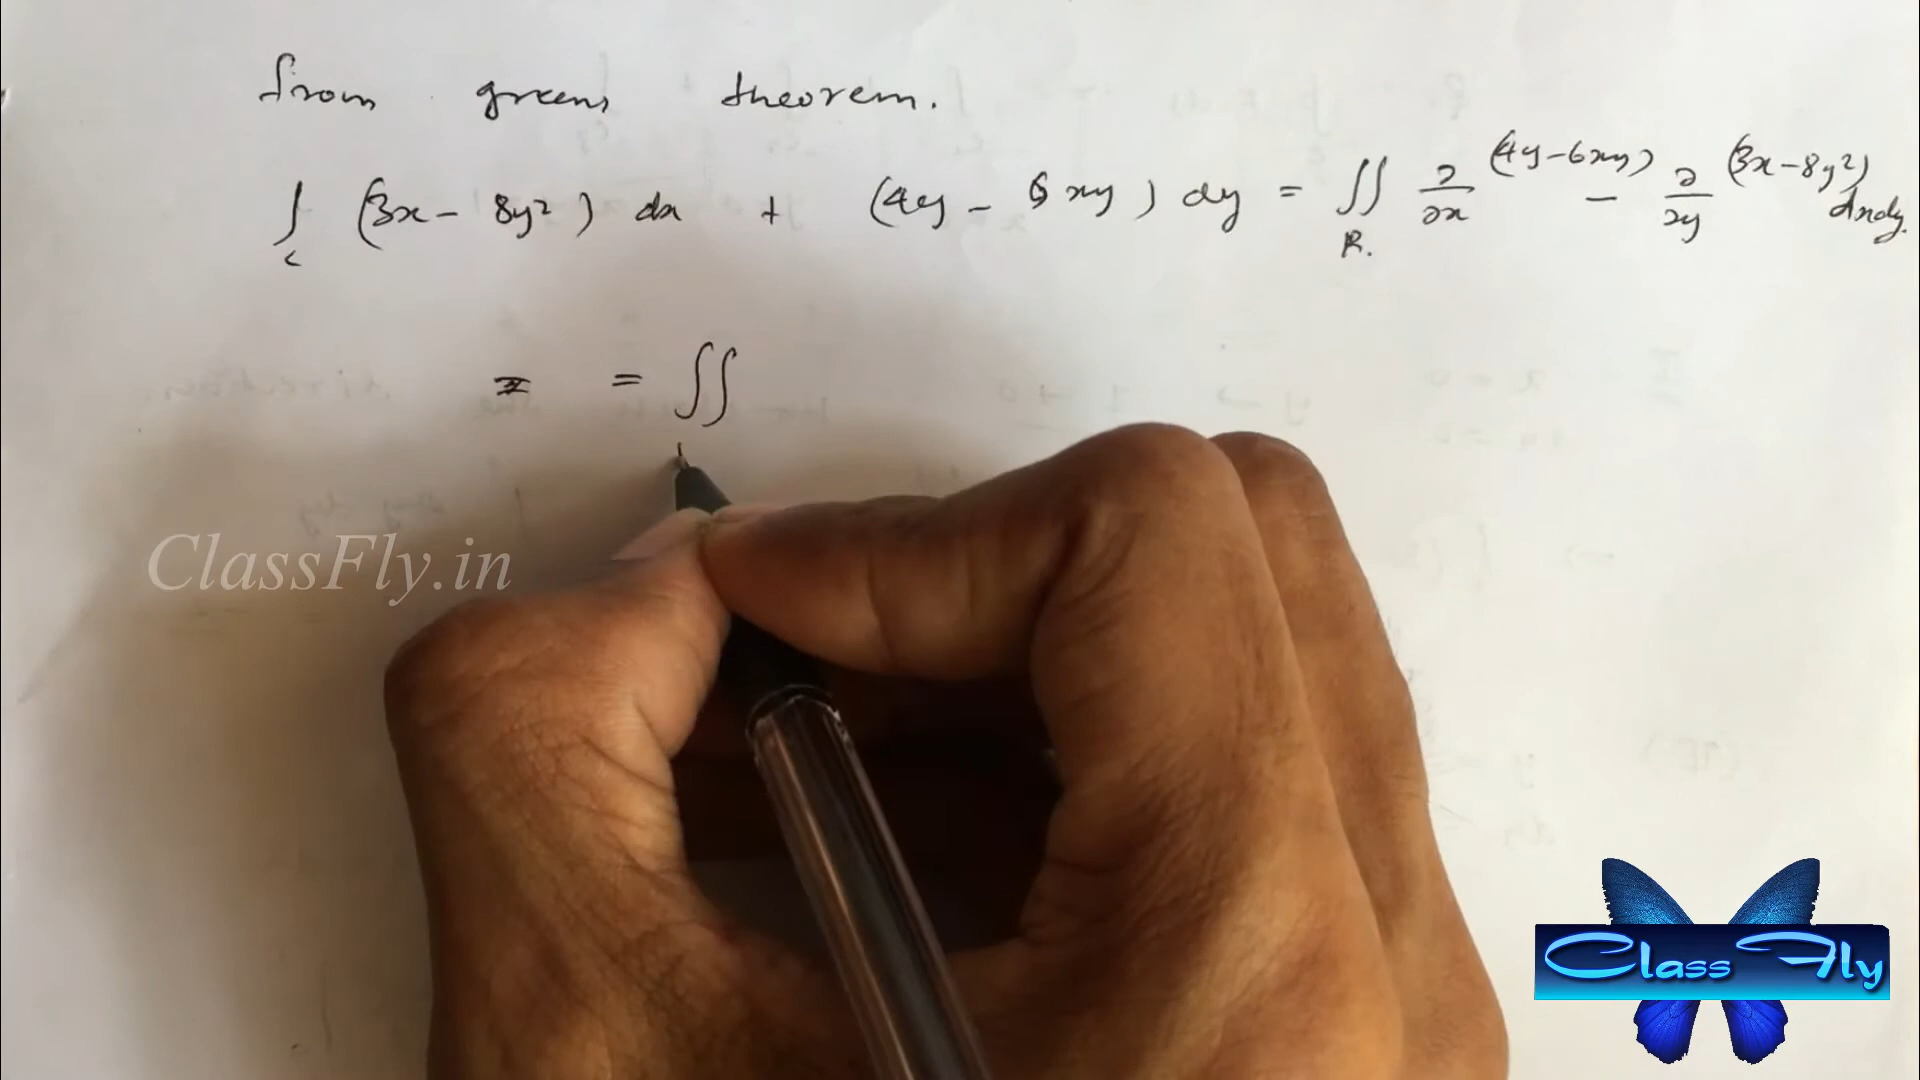 from greens theorem.
∫c (3x - 8y²) dx + (4y - 6xy) dy = ∬R. ∂/∂x (4y-6xy) - ∂/∂y (3x-8y²) dxdy.
= = ∬
ClassFly.in
Class Fly